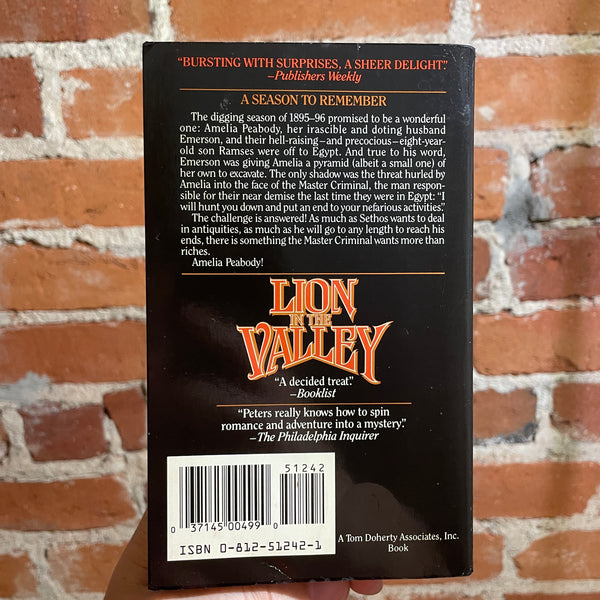 "BURSTING WITH SURPRISES, A SHEER DELIGHT."
–Publishers Weekly
A SEASON TO REMEMBER
The digging season of 1895–96 promised to be a wonderful
one: Amelia Peabody, her irascible and doting husband
Emerson, and their hell-raising–and precocious–eight-year-
old son Ramses were off to Egypt. And true to his word,
Emerson was giving Amelia a pyramid (albeit a small one) of
her own to excavate. The only shadow was the threat hurled by
Amelia into the face of the Master Criminal, the man respon-
sible for their near demise the last time they were in Egypt: "I
will hunt you down and put an end to your nefarious activities."
The challenge is answered! As much as Sethos wants to deal
in antiquities, as much as he will go to any length to reach his
ends, there is something the Master Criminal wants more than
riches.
Amelia Peabody!
LION
IN THE
VALLEY
"A decided treat."
–Booklist
"Peters really knows how to spin
romance and adventure into a mystery."
–The Philadelphia Inquirer
51242
0 37145 00499 0
ISBN 0-812-51242-1
A Tom Doherty Associates, Inc.
Book